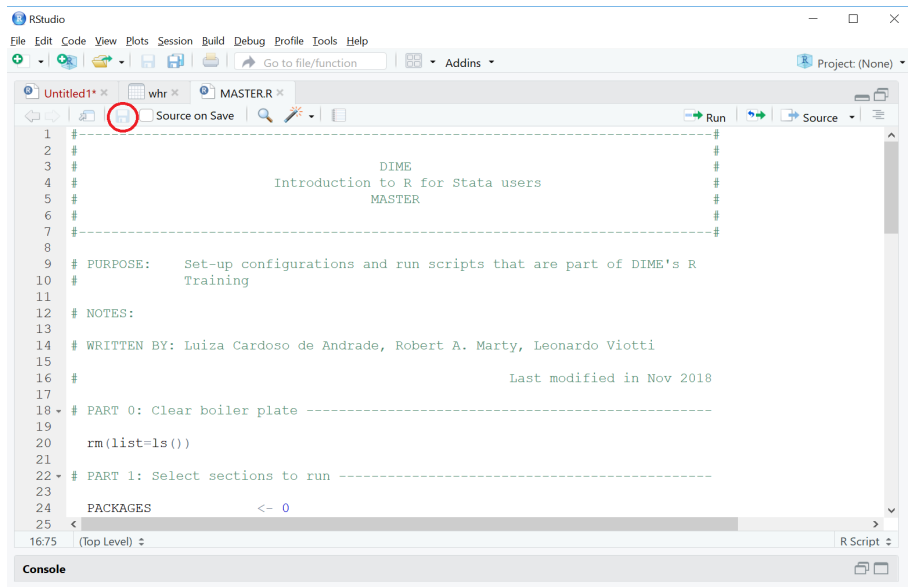 RStudio
File Edit Code View Plots Session Build Debug Profile Tools Help
Go to file/function Addins Project: (None)
Untitled1* whr MASTER.R
Source on Save Run Source
1 #------------------------------------------------------------------------------#
2 # #
3 # DIME #
4 # Introduction to R for Stata users #
5 # MASTER #
6 # #
7 #------------------------------------------------------------------------------#
8
9 # PURPOSE: Set-up configurations and run scripts that are part of DIME's R
10 # Training
11
12 # NOTES:
13
14 # WRITTEN BY: Luiza Cardoso de Andrade, Robert A. Marty, Leonardo Viotti
15
16 # Last modified in Nov 2018
17
18 # PART 0: Clear boiler plate --------------------------------------------------
19
20 rm(list=ls())
21
22 # PART 1: Select sections to run ----------------------------------------------
23
24 PACKAGES <- 0
25
16:75 (Top Level) R Script
Console